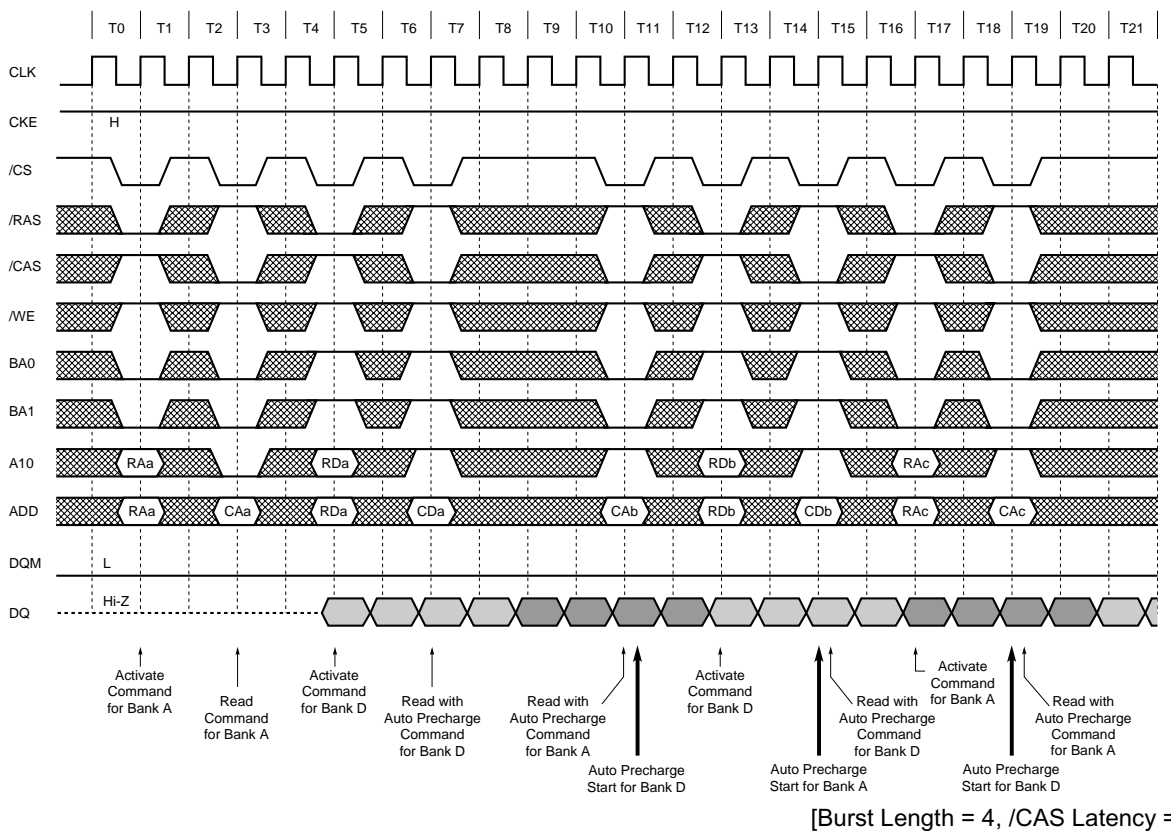 T0 T1 T2 T3 T4 T5 T6 T7 T8 T9 T10 T11 T12 T13 T14 T15 T16 T17 T18 T19 T20 T21
CLK
CKE
H
/CS
/RAS
/CAS
/WE
BA0
BA1
A10
RAa RDa RDb RAc
ADD
RAa CAa RDa CDa CAb RDb CDb RAc CAc
DQM
L
DQ
Hi-Z
Activate
Command
for Bank A
Read
Command
for Bank A
Activate
Command
for Bank D
Read with
Auto Precharge
Command
for Bank D
Read with
Auto Precharge
Command
for Bank A
Auto Precharge
Start for Bank D
Activate
Command
for Bank D
Auto Precharge
Start for Bank A
Read with
Auto Precharge
Command
for Bank D
Activate
Command
for Bank A
Auto Precharge
Start for Bank D
Read with
Auto Precharge
Command
for Bank A
[Burst Length = 4, /CAS Latency =